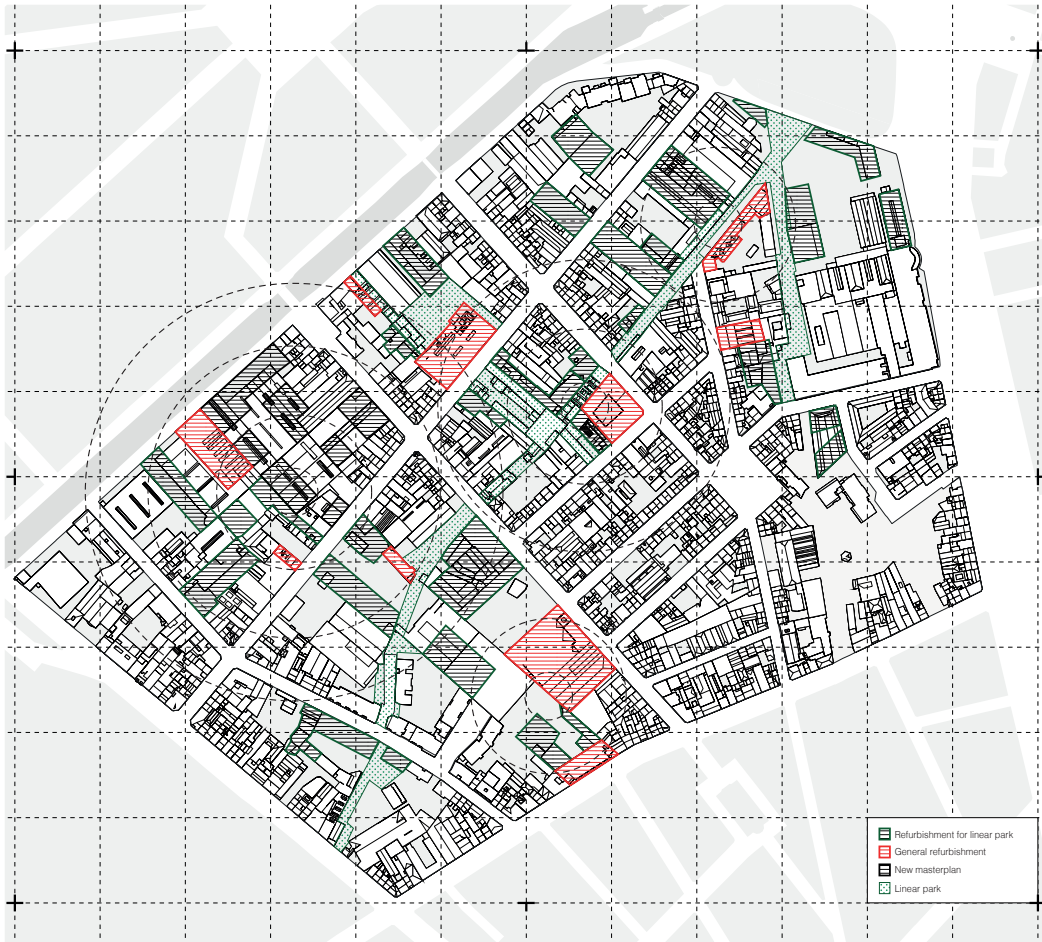 Refurbishment for linear park
General refurbishment
New masterplan
Linear park